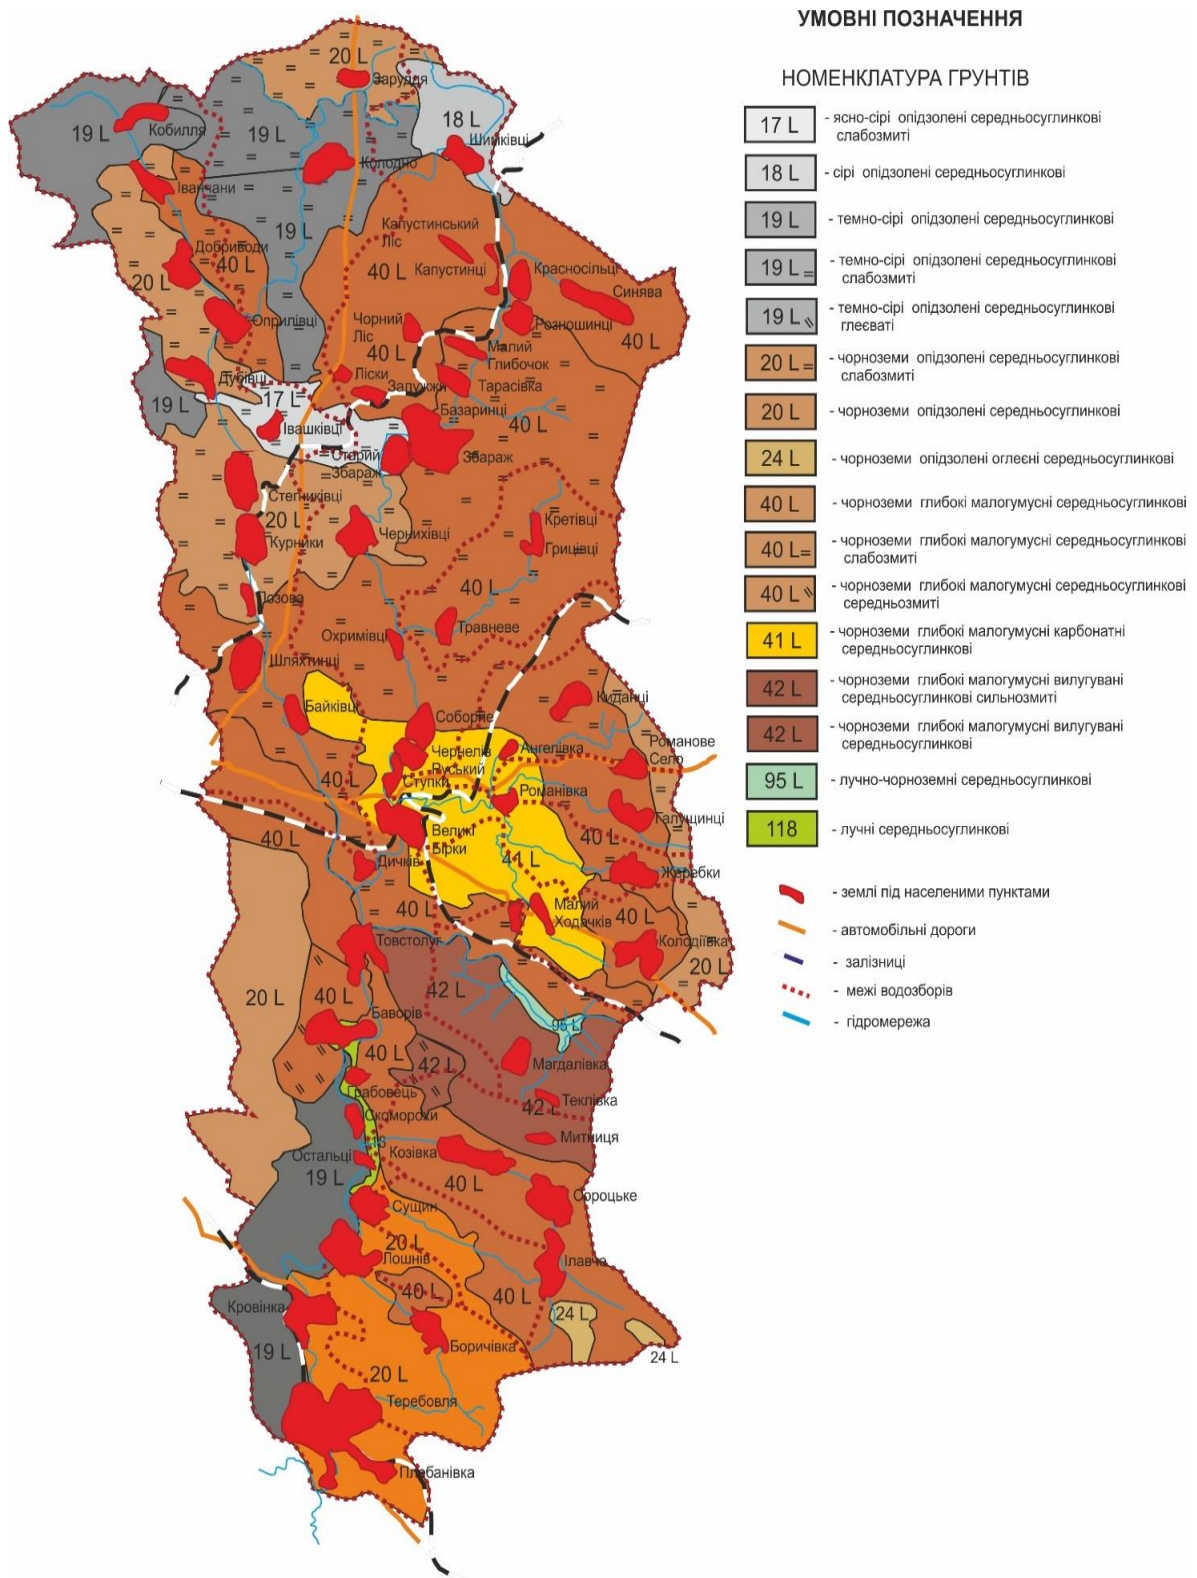 УМОВНІ ПОЗНАЧЕННЯ
НОМЕНКЛАТУРА ГРУНТІВ
17 L
- ясно-сірі опідзолені середньосуглинкові
слабозмиті
18 L
- сірі опідзолені середньосуглинкові
19 L
- темно-сірі опідзолені середньосуглинкові
19 L =
- темно-сірі опідзолені середньосуглинкові
слабозмиті
19 L \\
- темно-сірі опідзолені середньосуглинкові
глеєваті
20 L =
- чорноземи опідзолені середньосуглинкові
слабозмиті
20 L
- чорноземи опідзолені середньосуглинкові
24 L
- чорноземи опідзолені оглеєні середньосуглинкові
40 L
- чорноземи глибокі малогумусні середньосуглинкові
40 L=
- чорноземи глибокі малогумусні середньосуглинкові
слабозмиті
40 L \\
- чорноземи глибокі малогумусні середньосуглинкові
середньозмиті
41 L
- чорноземи глибокі малогумусні карбонатні
середньосуглинкові
42 L
- чорноземи глибокі малогумусні вилугувані
середньосуглинкові сильнозмиті
42 L
- чорноземи глибокі малогумусні вилугувані
середньосуглинкові
95 L
- лучно-чорноземні середньосуглинкові
118
- лучні середньосуглинкові
- землі під населеними пунктами
- автомобільні дороги
- залізниці
- межі водозборів
- гідромережа
20 L
Заруддя
19 L
Кобилля
19 L
18 L
Шимківці
Колодно
Іванчани
19 L
Капустинський
Ліс
Добриводи
40 L
20 L
40 L
Капустинці
Красносільці
Синява
Оприлівці
Чорний
Ліс
Розношинці
40 L
40 L
Малий
Глибочок
Дубівці
Ліски
Залужжя
Тарасівка
17 L
19 L
Івашківці
Базаринці
40 L
Старий
Збараж
Збараж
Стегниківці
20 L
Чернихівці
Кретівці
Курники
Грицівці
Лозова
40 L
Травневе
Охримівці
Шляхтинці
Киданці
Байківці
Соборне
Чернелів
Руський
Ангелівка
Романове
Село
40 L
Ступки
Романівка
Галущинці
40 L
Великі
Бірки
40 L
Дичків
41 L
Жеребки
40 L
Малий
Ходачків
40 L
Товстолуг
Колодіївка
20 L
20 L
40 L
42 L
Баворів
95 L
40 L
42 L
Магдалівка
Грабовець
Теклівка
42 L
Скоморохи
Митниця
Остальці
Козівка
19 L
40 L
Сороцьке
Сущин
20 L
Лошнів
Ілавче
40 L
40 L
Кровінка
24 L
19 L
Боричівка
24 L
20 L
Теребовля
Плебанівка